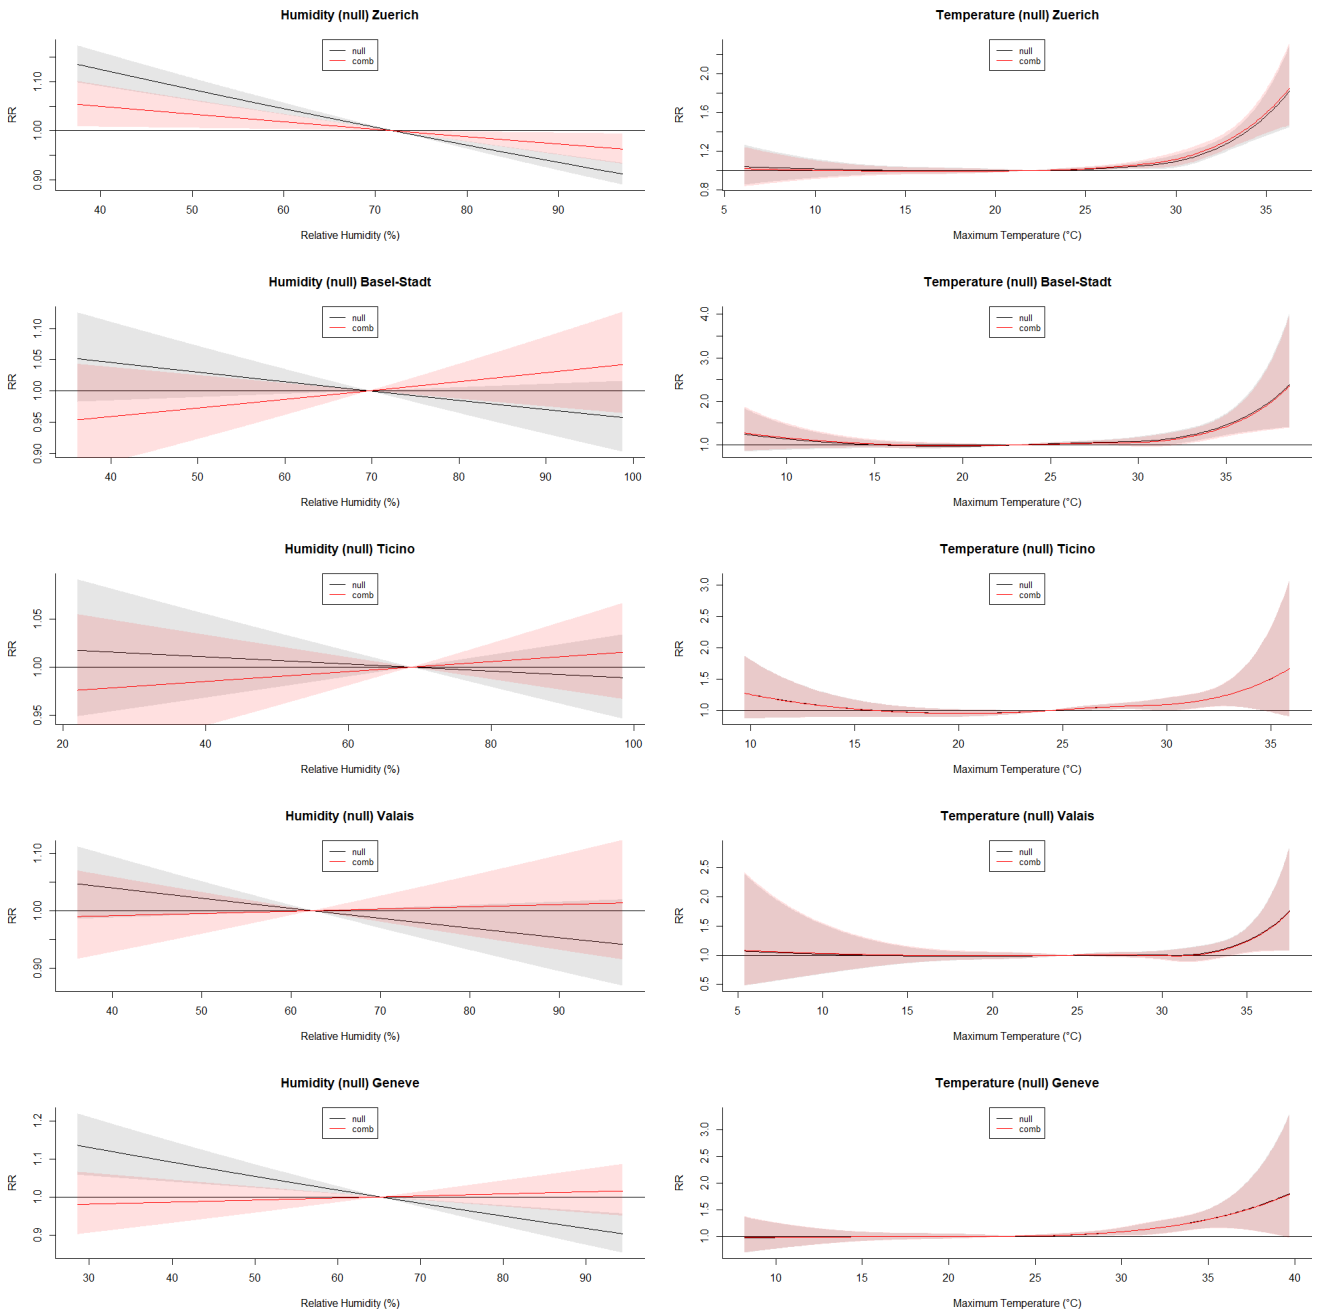 Humidity (null) Zuerich
null
comb
RR
0.90 1.00 1.10
40 50 60 70 80 90
Relative Humidity (%)
Temperature (null) Zuerich
null
comb
RR
0.8 1.2 1.6 2.0
5 10 15 20 25 30 35
Maximum Temperature (°C)
Humidity (null) Basel-Stadt
null
comb
RR
0.90 0.95 1.00 1.05 1.10
40 50 60 70 80 90 100
Relative Humidity (%)
Temperature (null) Basel-Stadt
null
comb
RR
1.0 2.0 3.0 4.0
10 15 20 25 30 35
Maximum Temperature (°C)
Humidity (null) Ticino
null
comb
RR
0.95 1.00 1.05
20 40 60 80 100
Relative Humidity (%)
Temperature (null) Ticino
null
comb
RR
1.0 1.5 2.0 2.5 3.0
10 15 20 25 30 35
Maximum Temperature (°C)
Humidity (null) Valais
null
comb
RR
0.90 1.00 1.10
40 50 60 70 80 90
Relative Humidity (%)
Temperature (null) Valais
null
comb
RR
0.5 1.0 1.5 2.0 2.5
5 10 15 20 25 30 35
Maximum Temperature (°C)
Humidity (null) Geneve
null
comb
RR
0.9 1.0 1.1 1.2
30 40 50 60 70 80 90
Relative Humidity (%)
Temperature (null) Geneve
null
comb
RR
1.0 1.5 2.0 2.5 3.0
10 15 20 25 30 35 40
Maximum Temperature (°C)